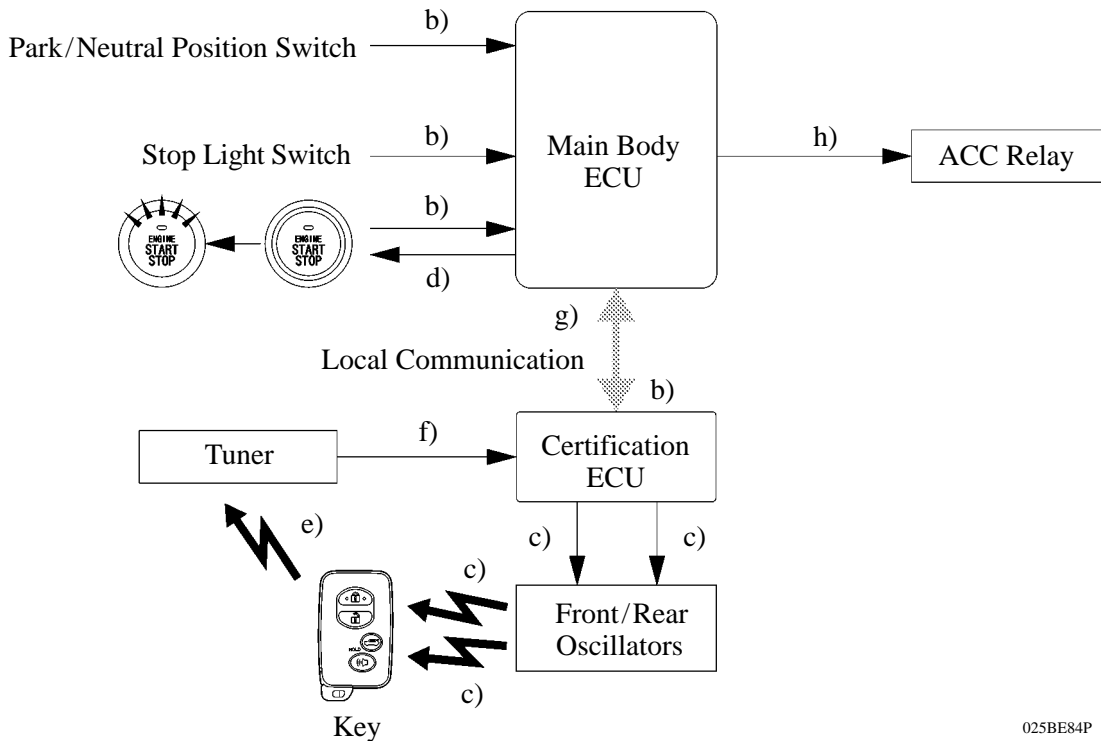 b)
Park/Neutral Position Switch
b)
Stop Light Switch
Main Body
ECU
h)
ACC Relay
b)
ENGINE
START
STOP
ENGINE
START
STOP
d)
g)
Local Communication
b)
f)
Tuner
Certification
ECU
e)
c)
c)
c)
Front/Rear
Oscillators
HOLD
c)
Key
025BE84P